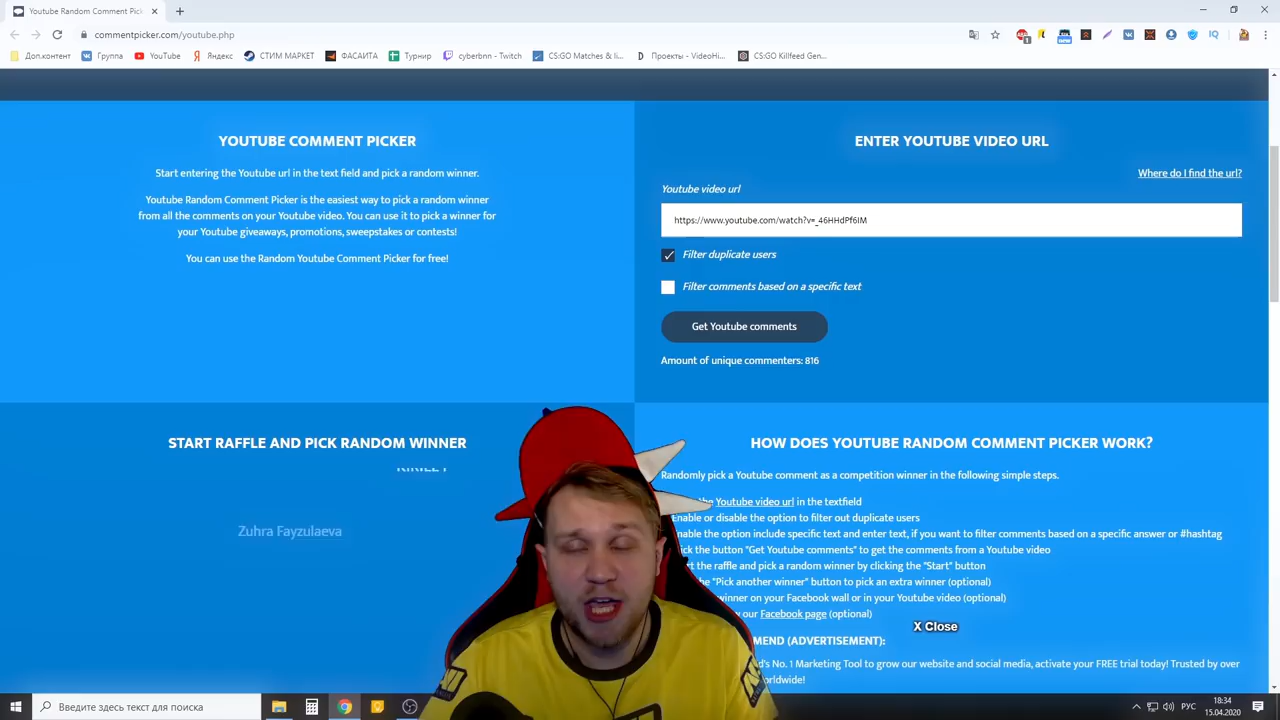 Youtube Random Comment Pick
commentpicker.com/youtube.php
Доп.контент
Группа
YouTube
Яндекс
СТИМ МАРКЕТ
ФАСАИТА
Турнир
cyberbnn - Twitch
CS:GO Matches & li...
Проекты - VideoHi...
CS:GO Killfeed Gen...
YOUTUBE COMMENT PICKER
Start entering the Youtube url in the text field and pick a random winner.
Youtube Random Comment Picker is the easiest way to pick a random winner
from all the comments on your Youtube video. You can use it to pick a winner for
your Youtube giveaways, promotions, sweepstakes or contests!
You can use the Random Youtube Comment Picker for free!
ENTER YOUTUBE VIDEO URL
Where do I find the url?
Youtube video url
https://www.youtube.com/watch?v=_46HHdPf6IM
Filter duplicate users
Filter comments based on a specific text
Get Youtube comments
Amount of unique commenters: 816
START RAFFLE AND PICK RANDOM WINNER
Zuhra Fayzulaeva
HOW DOES YOUTUBE RANDOM COMMENT PICKER WORK?
Randomly pick a Youtube comment as a competition winner in the following simple steps.
the Youtube video url in the textfield
Enable or disable the option to filter out duplicate users
nable the option include specific text and enter text, if you want to filter comments based on a specific answer or #hashtag
ick the button "Get Youtube comments" to get the comments from a Youtube video
rt the raffle and pick a random winner by clicking the "Start" button
he "Pick another winner" button to pick an extra winner (optional)
winner on your Facebook wall or in your Youtube video (optional)
our Facebook page (optional)
X Close
MEND (ADVERTISEMENT):
d's No. 1 Marketing Tool to grow our website and social media, activate your FREE trial today! Trusted by over
orldwide!
Введите здесь текст для поиска
РУС
18:34
15.04.2020